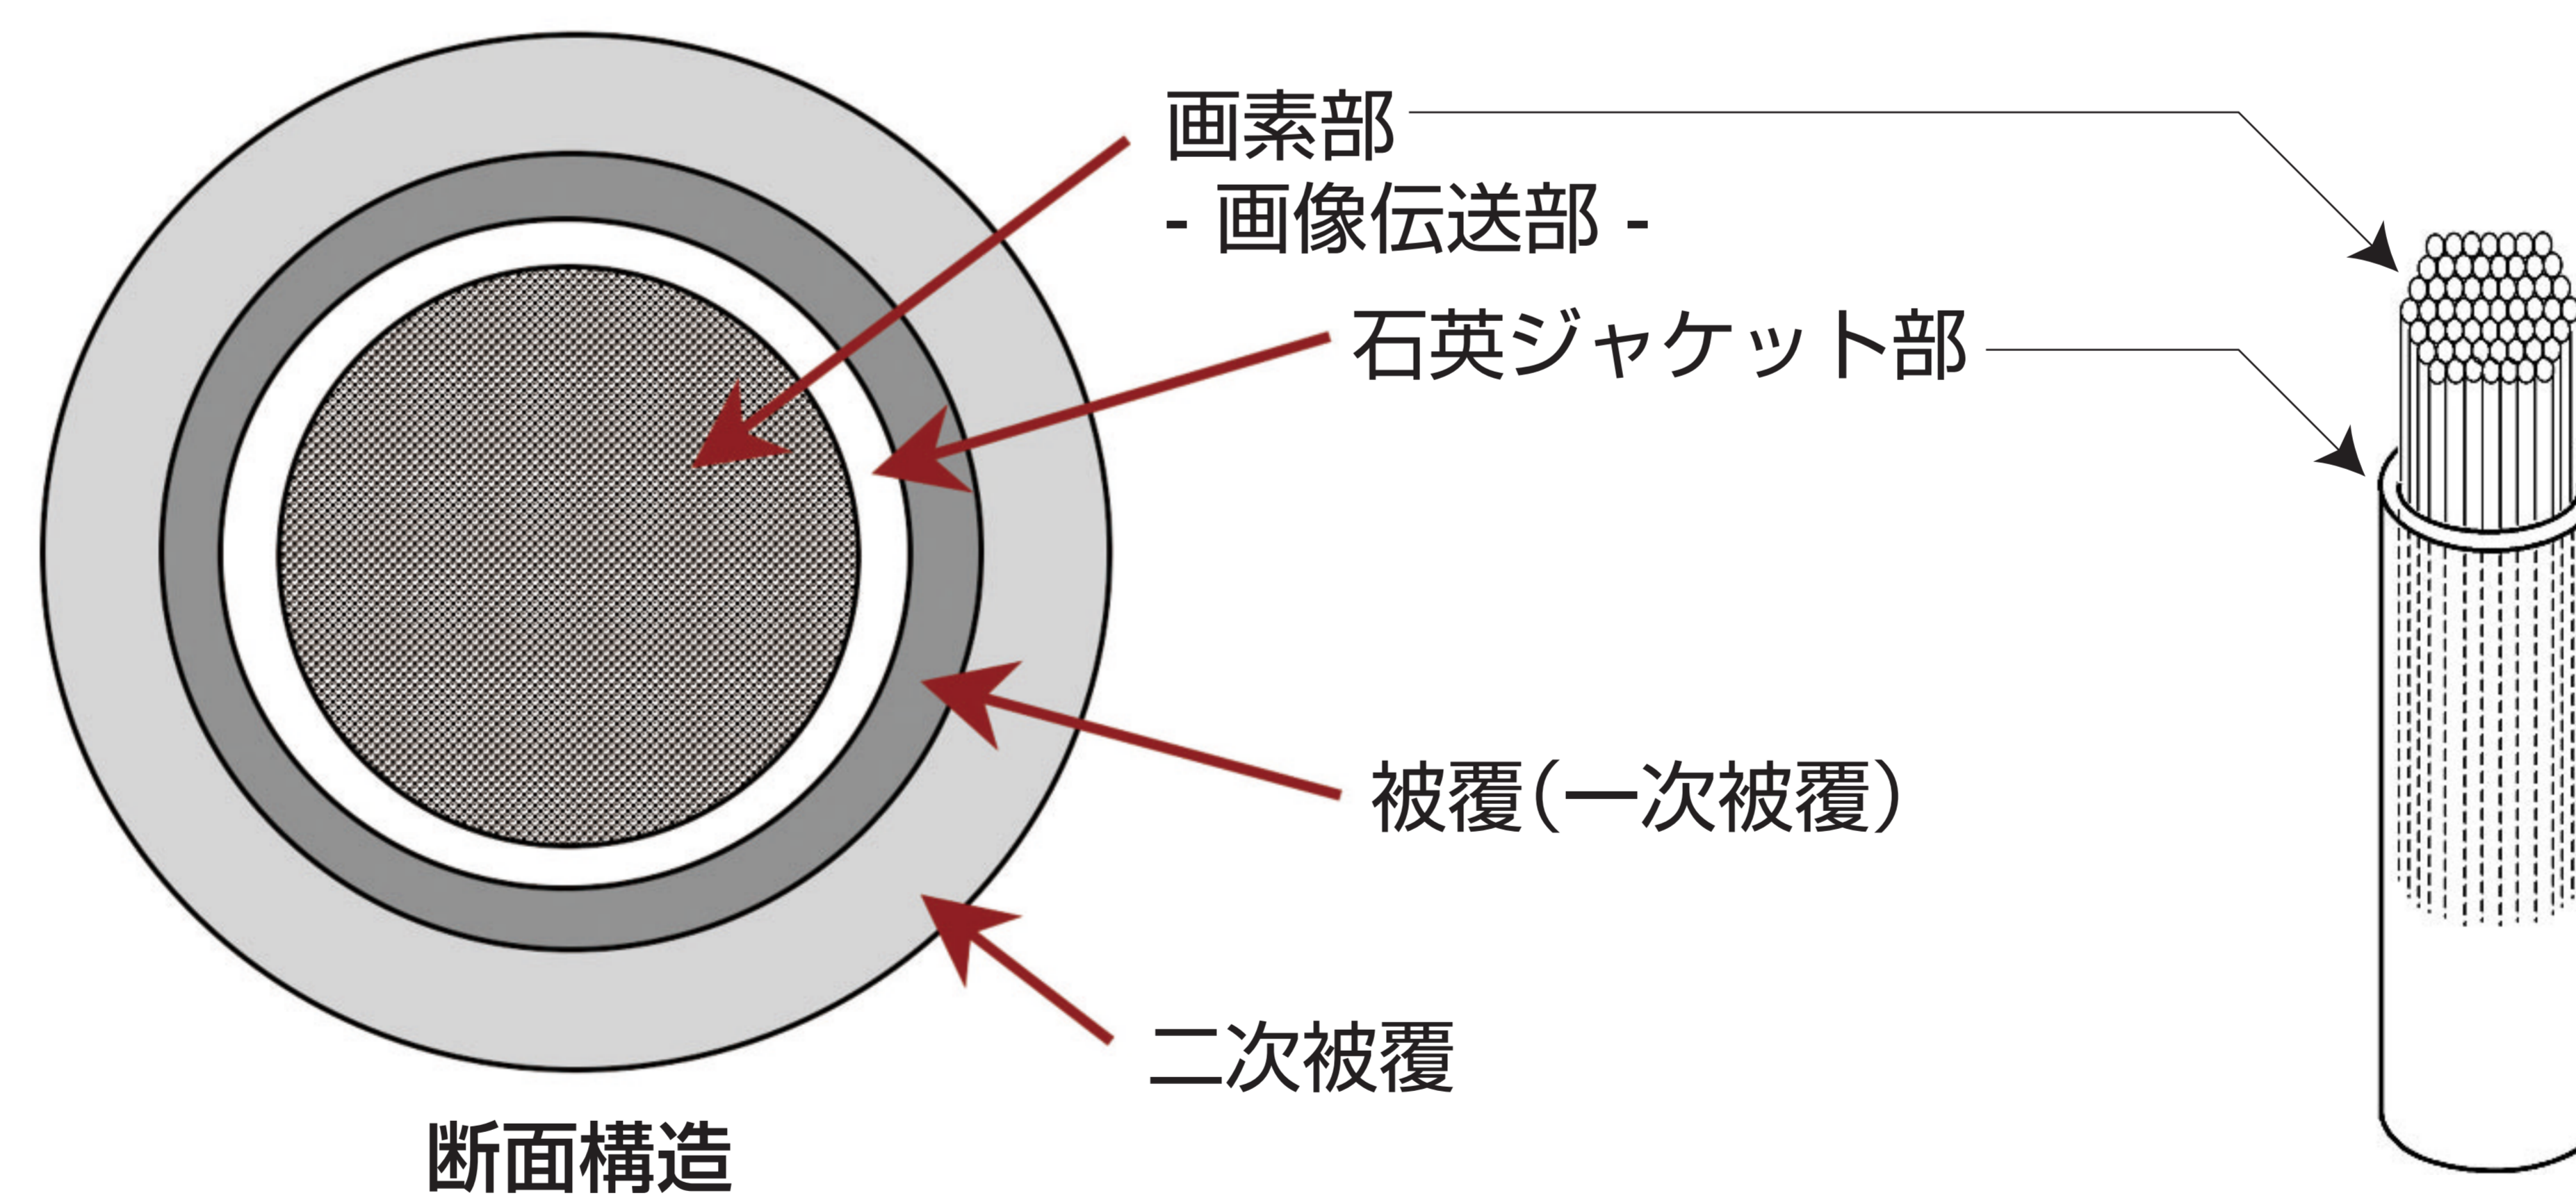 画素部
- 画像伝送部 -
石英ジャケット部
被覆(一次被覆)
二次被覆
断面構造